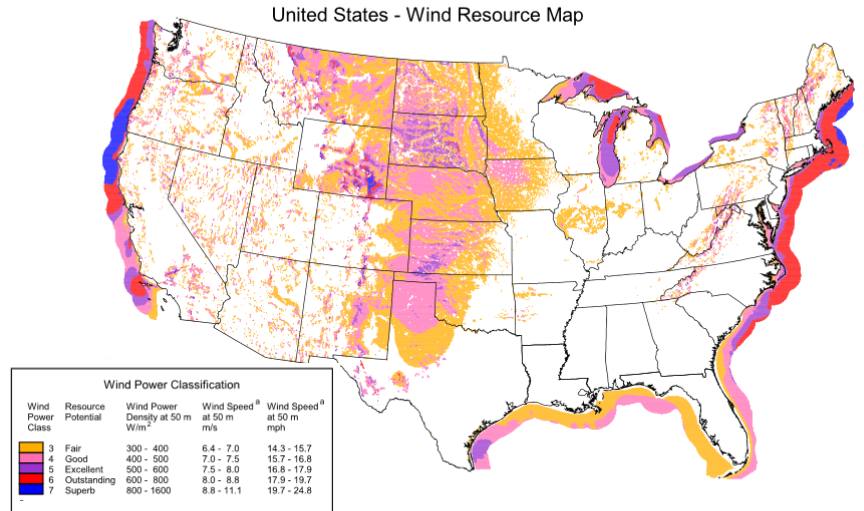 United States - Wind Resource Map
Wind Power Classification
Wind Power Class Resource Potential Wind Power Density at 50 m W/m2 Wind Speed a at 50 m m/s Wind Speed a at 50 m mph
3 Fair 300 - 400 6.4 - 7.0 14.3 - 15.7
4 Good 400 - 500 7.0 - 7.5 15.7 - 16.8
5 Excellent 500 - 600 7.5 - 8.0 16.8 - 17.9
6 Outstanding 600 - 800 8.0 - 8.8 17.9 - 19.7
7 Superb 800 - 1600 8.8 - 11.1 19.7 - 24.8